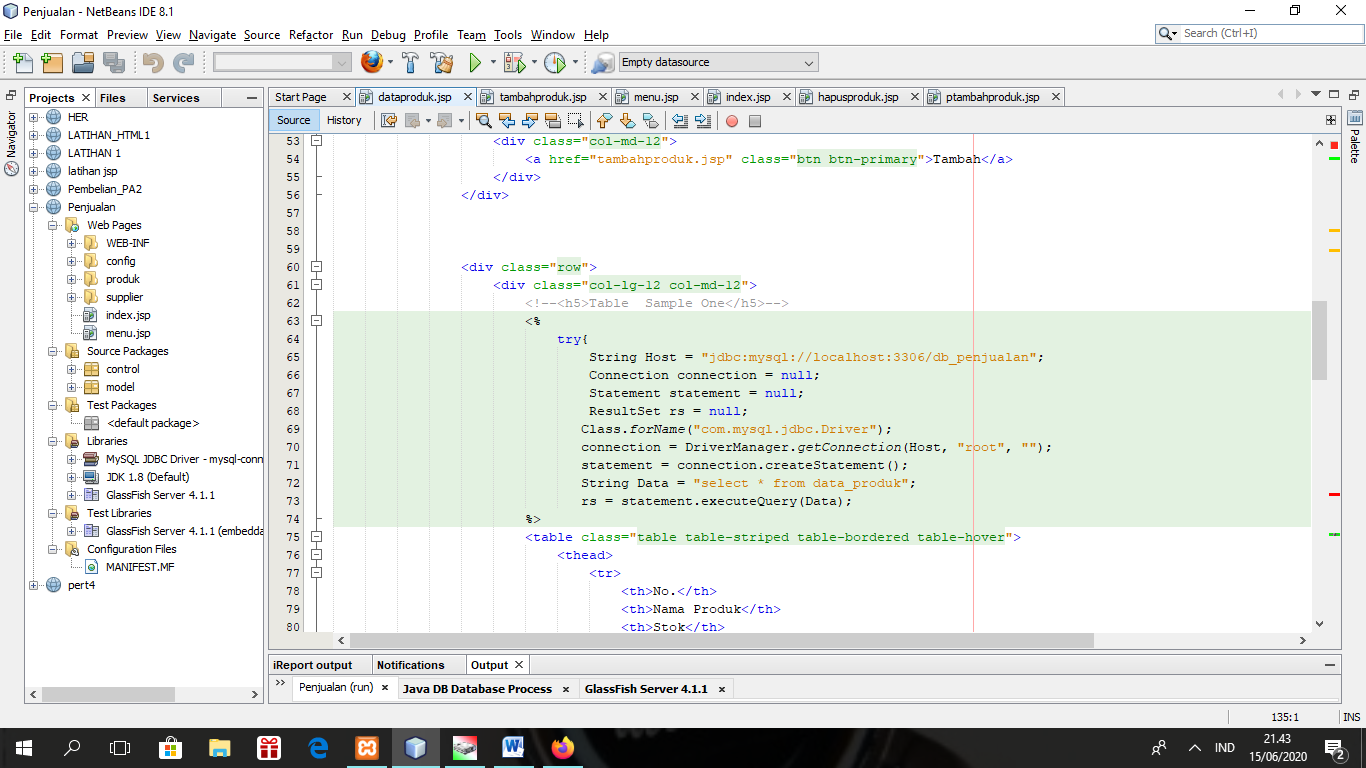 Penjualan - NetBeans IDE 8.1
File Edit Format Preview View Navigate Source Refactor Run Debug Profile Team Tools Window Help
Search (Ctrl+I)
Empty datasource
Navigator
Projects Files Services
HER
LATIHAN_HTML1
LATIHAN 1
latihan jsp
Pembelian_PA2
Penjualan
Web Pages
WEB-INF
config
produk
supplier
index.jsp
menu.jsp
Source Packages
control
model
Test Packages
<default package>
Libraries
MySQL JDBC Driver - mysql-conn
JDK 1.8 (Default)
GlassFish Server 4.1.1
Test Libraries
GlassFish Server 4.1.1 (embedda
Configuration Files
MANIFEST.MF
pert4
Start Page dataproduk.jsp tambahproduk.jsp menu.jsp index.jsp hapusproduk.jsp ptambahproduk.jsp
Source History
53 <div class="col-md-12">
54 <a href="tambahproduk.jsp" class="btn btn-primary">Tambah</a>
55 </div>
56 </div>
57
58
59
60 <div class="row">
61 <div class="col-lg-12 col-md-12">
62 <!--<h5>Table  Sample One</h5>-->
63 <%
64 try{
65 String Host = "jdbc:mysql://localhost:3306/db_penjualan";
66 Connection connection = null;
67 Statement statement = null;
68 ResultSet rs = null;
69 Class.forName("com.mysql.jdbc.Driver");
70 connection = DriverManager.getConnection(Host, "root", "");
71 statement = connection.createStatement();
72 String Data = "select * from data_produk";
73 rs = statement.executeQuery(Data);
74 %>
75 <table class="table table-striped table-bordered table-hover">
76 <thead>
77 <tr>
78 <th>No.</th>
79 <th>Nama Produk</th>
80 <th>Stok</th>
Palette
iReport output Notifications Output
Penjualan (run) Java DB Database Process GlassFish Server 4.1.1
135:1 INS
IND
21.43
15/06/2020
2